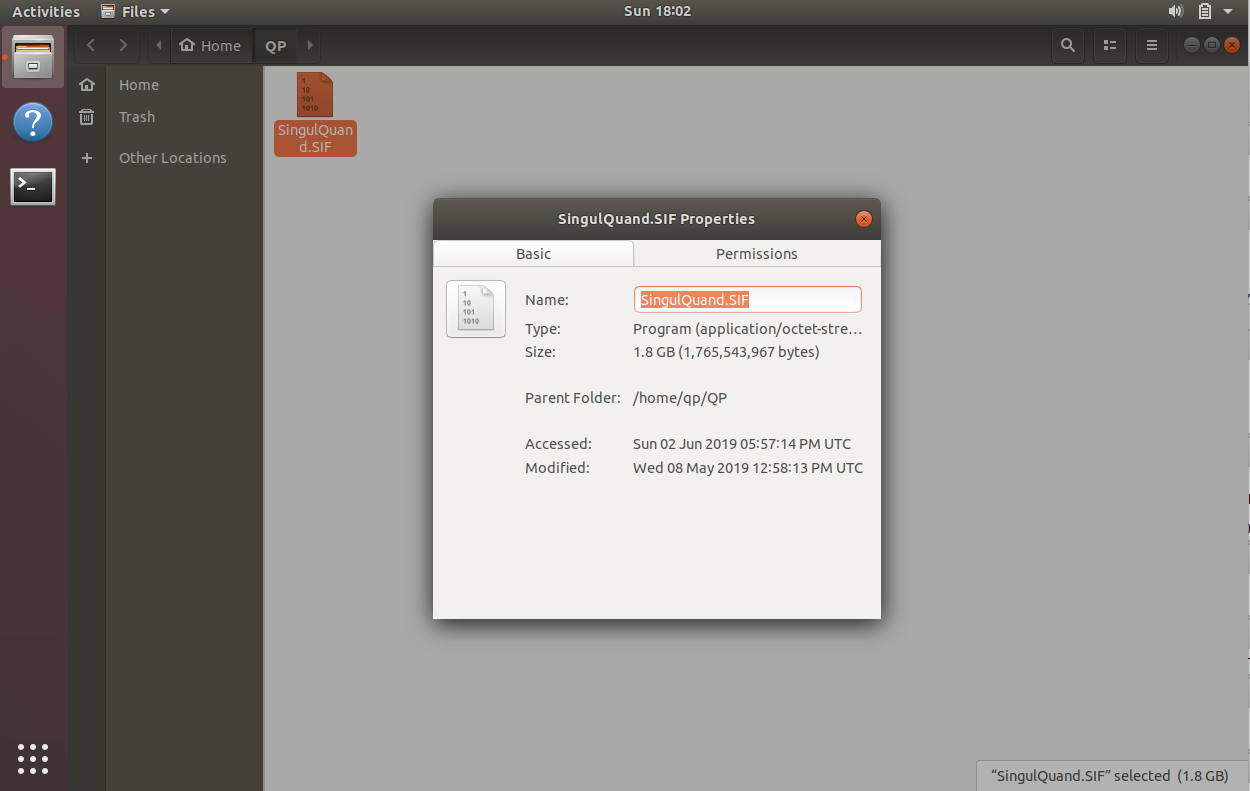 Activities Files Sun 18:02
Home QP
Home
Trash
Other Locations
1
10
101
1010
SingulQuan
d.SIF
SingulQuand.SIF Properties
Basic Permissions
1
10
101
1010
Name: SingulQuand.SIF
Type: Program (application/octet-stre…
Size: 1.8 GB (1,765,543,967 bytes)
Parent Folder: /home/qp/QP
Accessed: Sun 02 Jun 2019 05:57:14 PM UTC
Modified: Wed 08 May 2019 12:58:13 PM UTC
“SingulQuand.SIF” selected (1.8 GB)